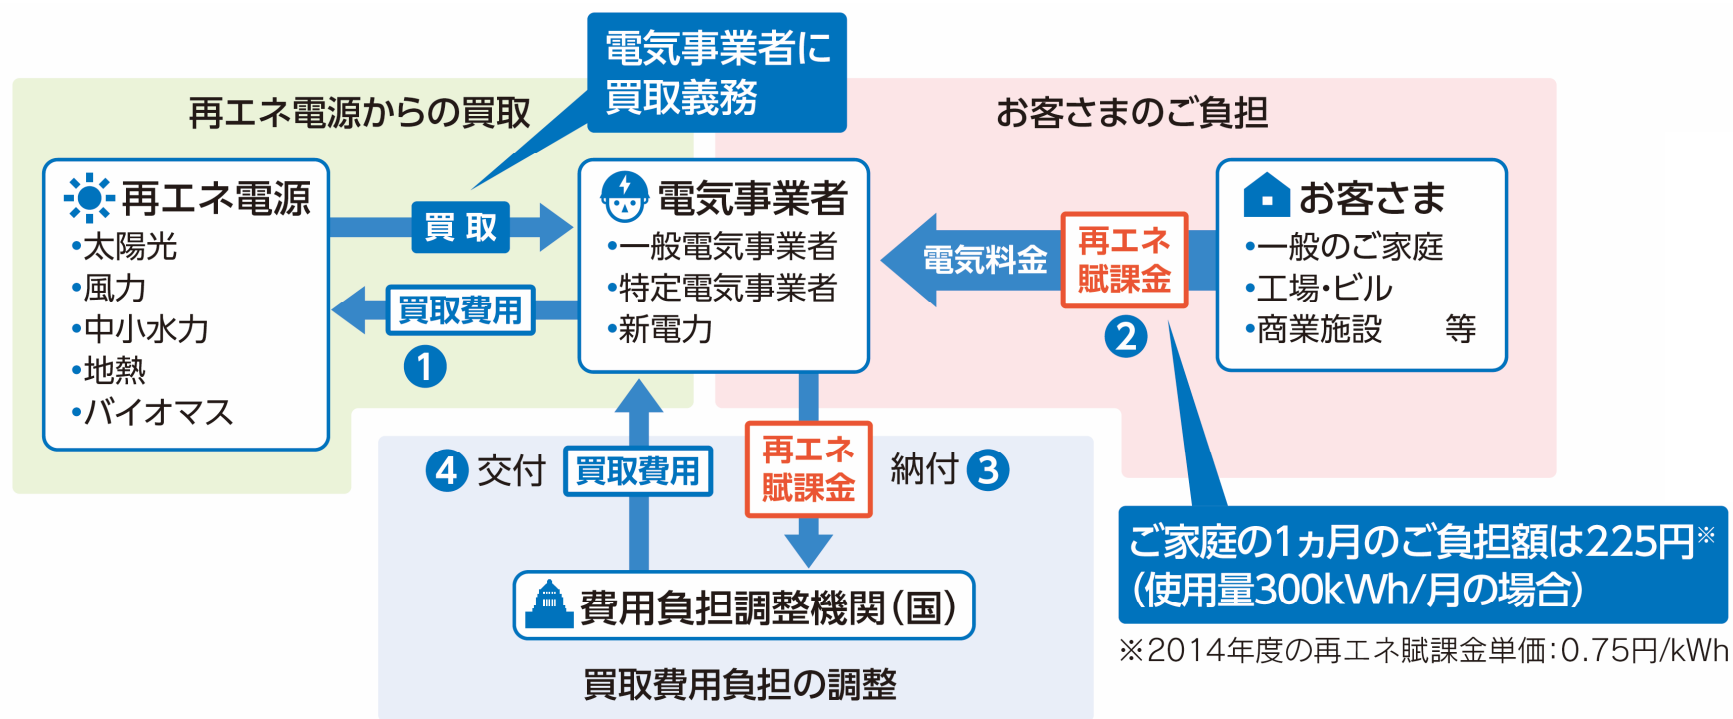 電気事業者に
買取義務
再エネ電源からの買取
お客さまのご負担
再エネ電源
•太陽光
•風力
•中小水力
•地熱
•バイオマス
買取
買取費用
❶
電気事業者
•一般電気事業者
•特定電気事業者
•新電力
電気料金
再エネ
賦課金
❷
お客さま
•一般のご家庭
•工場・ビル
•商業施設 等
❹交付
買取費用
再エネ
賦課金
納付❸
費用負担調整機関(国)
買取費用負担の調整
ご家庭の1ヵ月のご負担額は225円※
(使用量300kWh/月の場合)
※2014年度の再エネ賦課金単価:0.75円/kWh